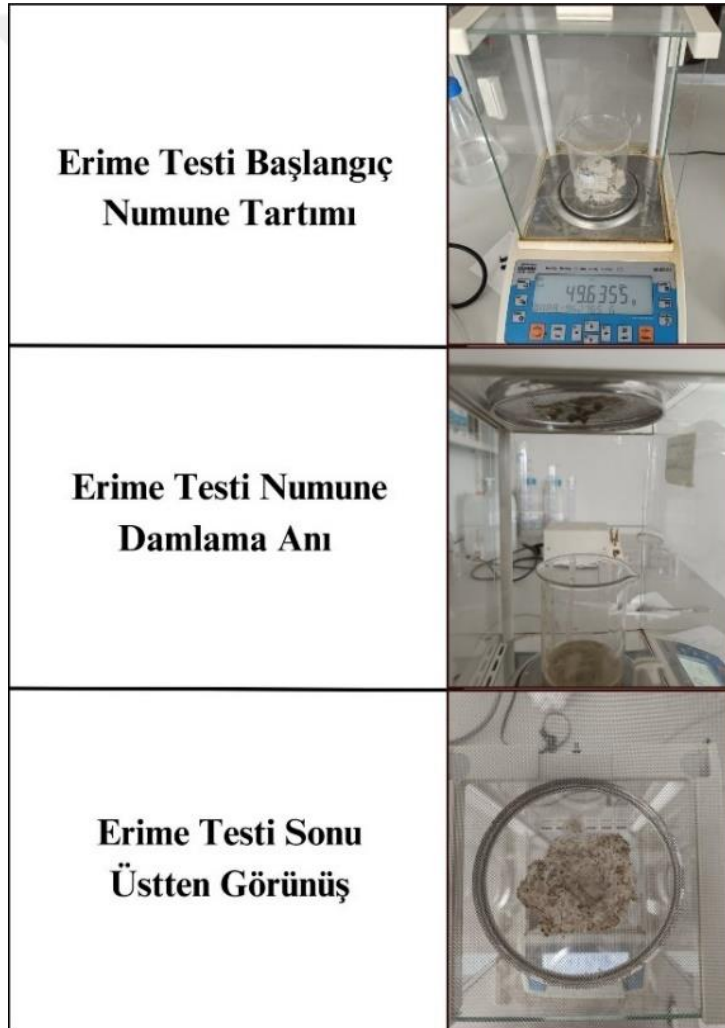 Erime Testi Başlangıç
Numune Tartımı
49.6355
Erime Testi Numune
Damlama Anı
Erime Testi Sonu
Üstten Görünüş